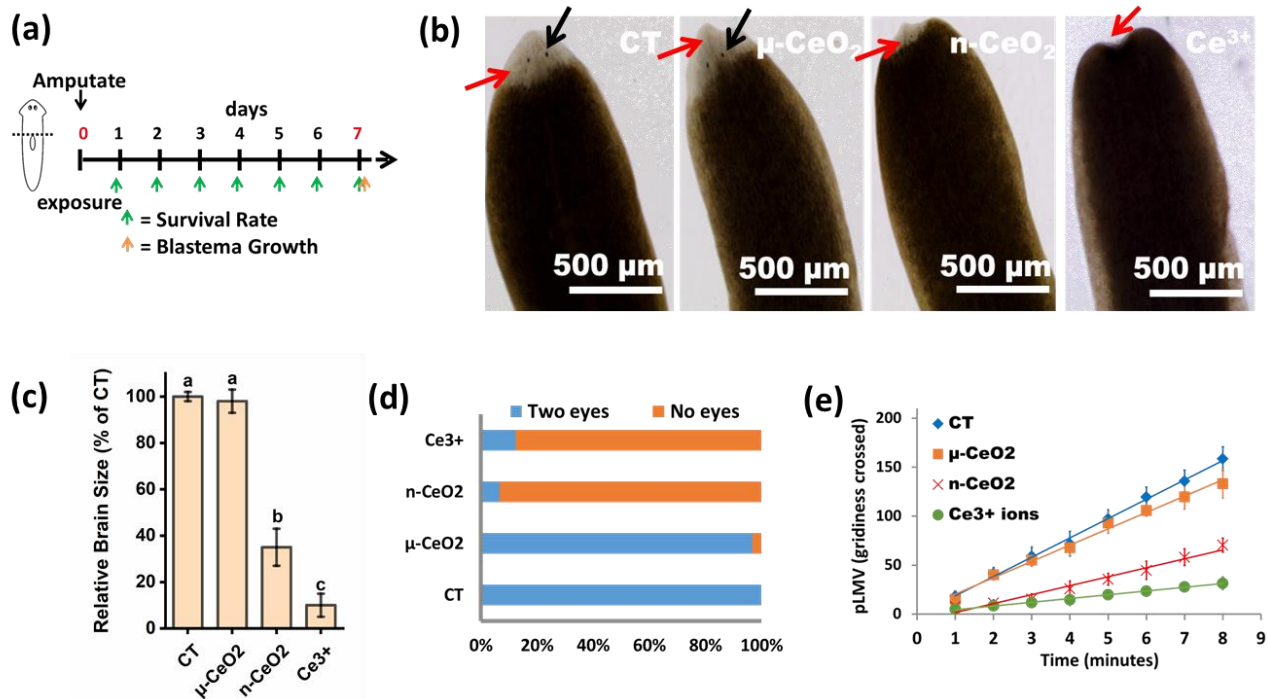 (a)
Amputate
days
0 1 2 3 4 5 6 7
exposure
↑ = Survival Rate
↑ = Blastema Growth
(b)
CT
500 µm
µ-CeO₂
500 µm
n-CeO₂
500 µm
Ce³⁺
500 µm
(c)
Relative Brain Size (% of CT)
100
80
60
40
20
0
a
a
b
c
CT
µ-CeO2
n-CeO2
Ce3+
(d)
Two eyes No eyes
Ce3+
n-CeO2
µ-CeO2
CT
0% 20% 40% 60% 80% 100%
(e)
pLMV (gridiness crossed)
200
150
100
50
0
CT
µ-CeO2
n-CeO2
Ce3+ ions
0 1 2 3 4 5 6 7 8 9
Time (minutes)